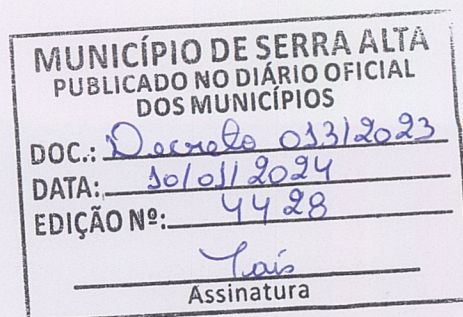 MUNICÍPIO DE SERRA ALTA
PUBLICADO NO DIÁRIO OFICIAL
DOS MUNICÍPIOS
DOC.: Decreto 013/2023
DATA: 10/01/2024
EDIÇÃO Nº: 4428
Taís
Assinatura